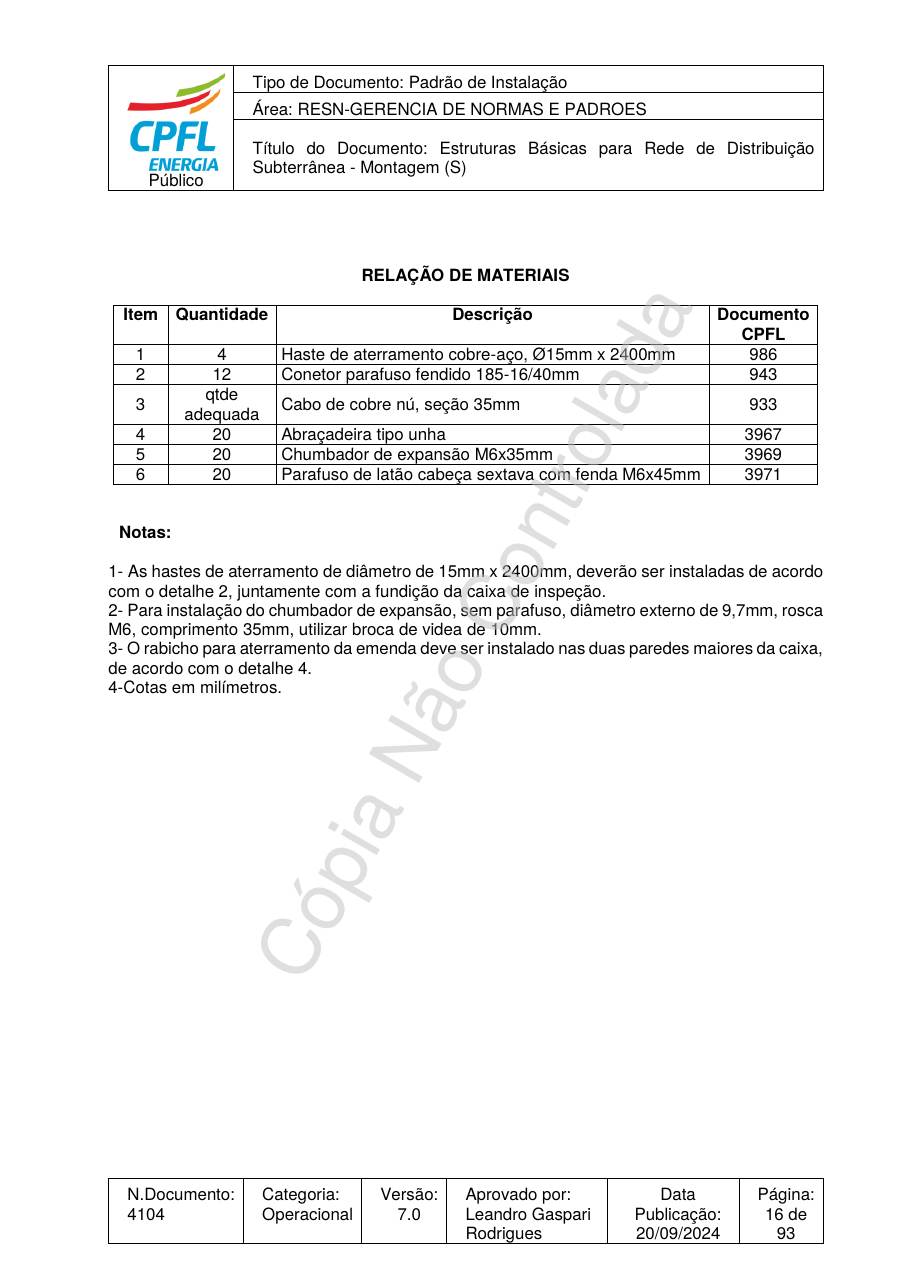 CPFL
ENERGIA
Público
Tipo de Documento: Padrão de Instalação
Área: RESN-GERENCIA DE NORMAS E PADROES
Título do Documento: Estruturas Básicas para Rede de Distribuição
Subterrânea - Montagem (S)
RELAÇÃO DE MATERIAIS
Item Quantidade Descrição Documento
CPFL
1 4 Haste de aterramento cobre-aço, Ø15mm x 2400mm 986
2 12 Conetor parafuso fendido 185-16/40mm 943
3 qtde adequada Cabo de cobre nú, seção 35mm 933
4 20 Abraçadeira tipo unha 3967
5 20 Chumbador de expansão M6x35mm 3969
6 20 Parafuso de latão cabeça sextava com fenda M6x45mm 3971
Notas:
1- As hastes de aterramento de diâmetro de 15mm x 2400mm, deverão ser instaladas de acordo
com o detalhe 2, juntamente com a fundição da caixa de inspeção.
2- Para instalação do chumbador de expansão, sem parafuso, diâmetro externo de 9,7mm, rosca
M6, comprimento 35mm, utilizar broca de videa de 10mm.
3- O rabicho para aterramento da emenda deve ser instalado nas duas paredes maiores da caixa,
de acordo com o detalhe 4.
4-Cotas em milímetros.
Cópia Não Controlada
N.Documento: Categoria: Versão: Aprovado por: Data Página:
4104 Operacional 7.0 Leandro Gaspari Publicação: 16 de
Rodrigues 20/09/2024 93